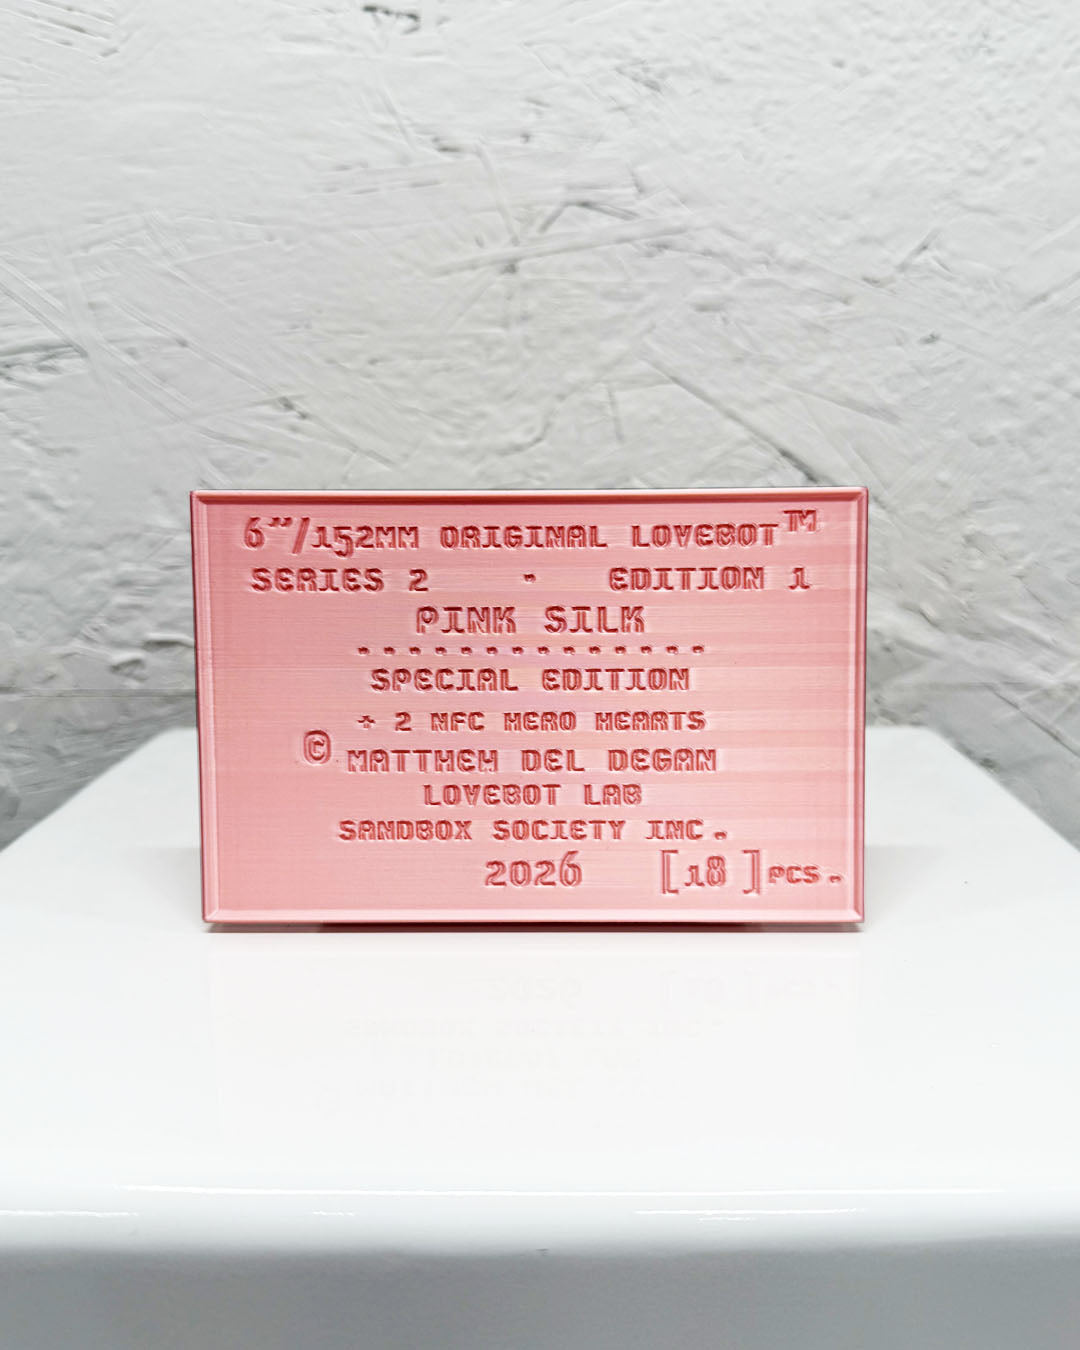 6"/152MM ORIGINAL LOVEBOT™
SERIES 2 · EDITION 1
PINK SILK
··············
SPECIAL EDITION
+ 2 NFC HERO HEARTS
© MATTHEW DEL DEGAN
LOVEBOT LAB
SANDBOX SOCIETY INC.
2026 [18 ] PCS.